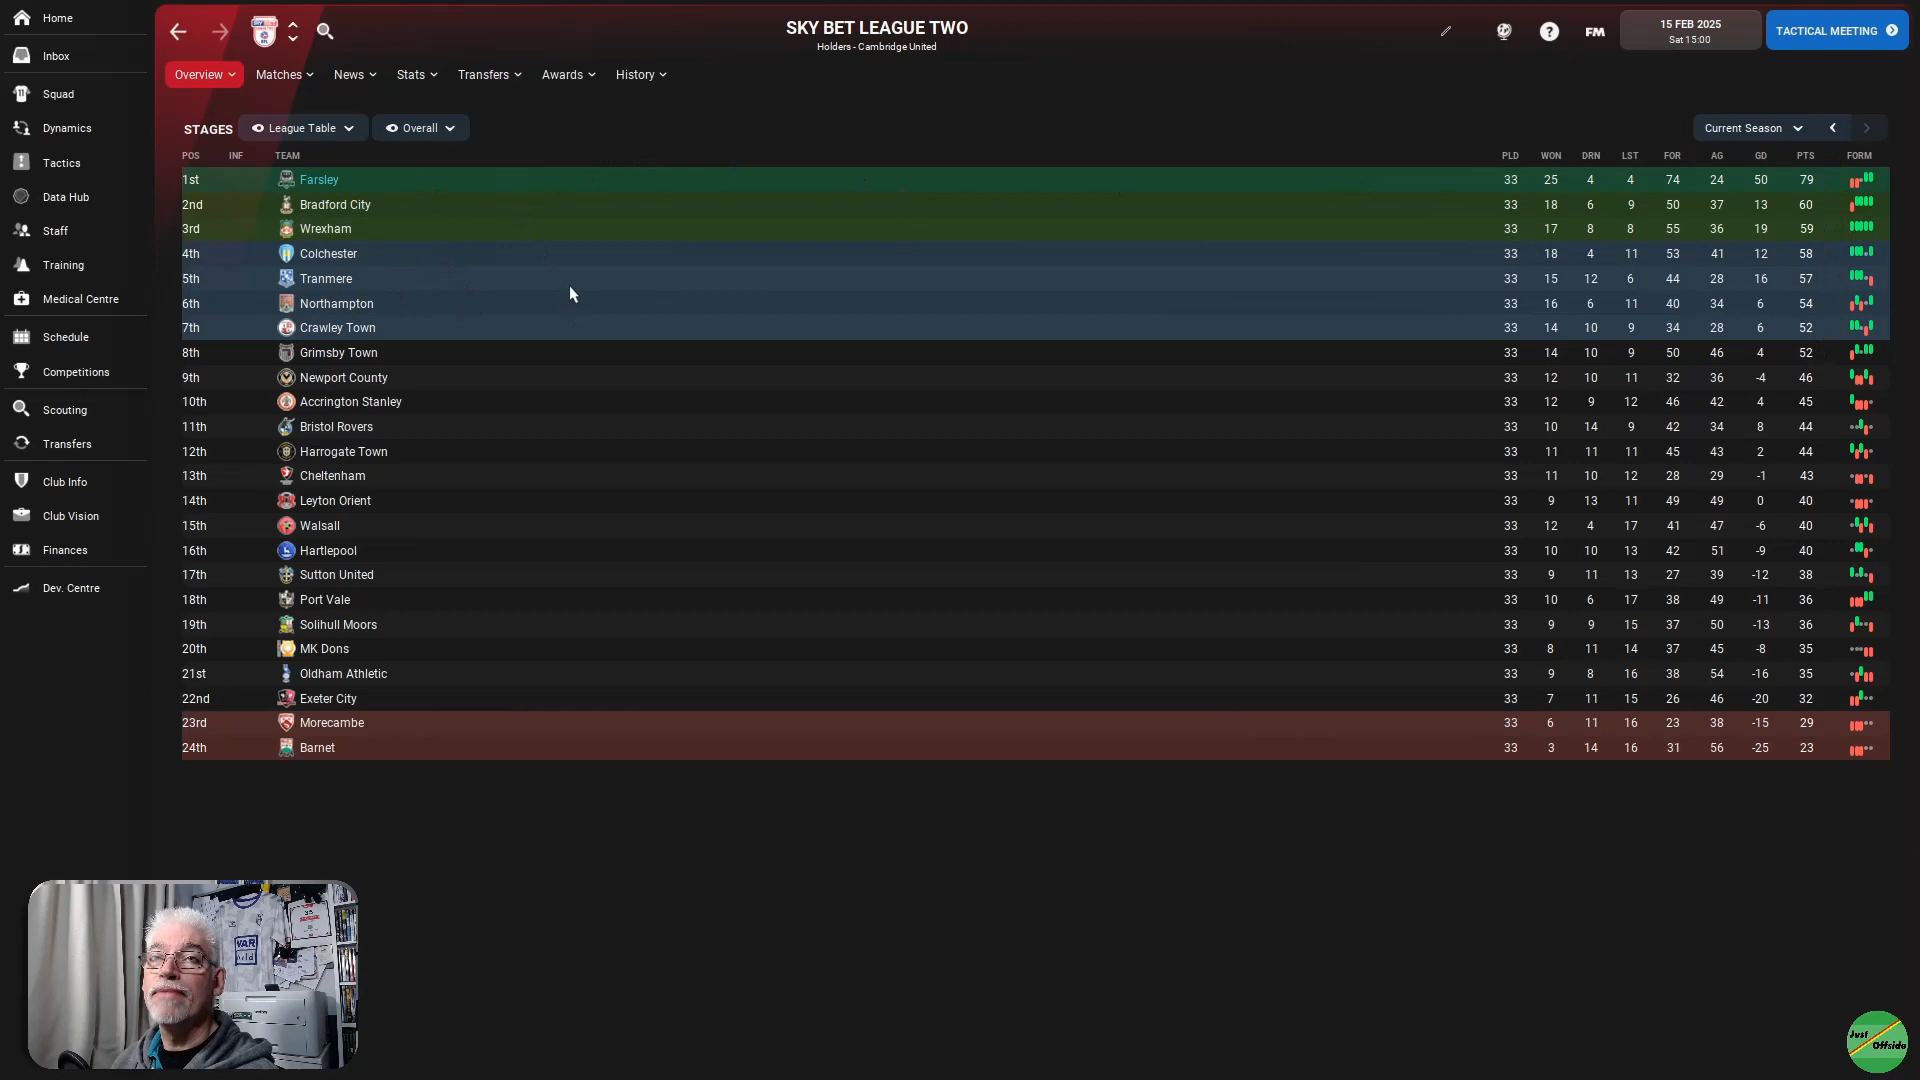 Home
Inbox
Squad
Dynamics
Tactics
Data Hub
Staff
Training
Medical Centre
Schedule
Competitions
Scouting
Transfers
Club Info
Club Vision
Finances
Dev. Centre
SKY BET LEAGUE TWO
Holders - Cambridge United
? FM
15 FEB 2025
Sat 15:00
TACTICAL MEETING
Overview Matches News Stats Transfers Awards History
STAGES League Table Overall Current Season
POS INF TEAM PLD WON DRN LST FOR AG GD PTS FORM
1st Farsley 33 25 4 4 74 24 50 79
2nd Bradford City 33 18 6 9 50 37 13 60
3rd Wrexham 33 17 8 8 55 36 19 59
4th Colchester 33 18 4 11 53 41 12 58
5th Tranmere 33 15 12 6 44 28 16 57
6th Northampton 33 16 6 11 40 34 6 54
7th Crawley Town 33 14 10 9 34 28 6 52
8th Grimsby Town 33 14 10 9 50 46 4 52
9th Newport County 33 12 10 11 32 36 -4 46
10th Accrington Stanley 33 12 9 12 46 42 4 45
11th Bristol Rovers 33 10 14 9 42 34 8 44
12th Harrogate Town 33 11 11 11 45 43 2 44
13th Cheltenham 33 11 10 12 28 29 -1 43
14th Leyton Orient 33 9 13 11 49 49 0 40
15th Walsall 33 12 4 17 41 47 -6 40
16th Hartlepool 33 10 10 13 42 51 -9 40
17th Sutton United 33 9 11 13 27 39 -12 38
18th Port Vale 33 10 6 17 38 49 -11 36
19th Solihull Moors 33 9 9 15 37 50 -13 36
20th MK Dons 33 8 11 14 37 45 -8 35
21st Oldham Athletic 33 9 8 16 38 54 -16 35
22nd Exeter City 33 7 11 15 26 46 -20 32
23rd Morecambe 33 6 11 16 23 38 -15 29
24th Barnet 33 3 14 16 31 56 -25 23
Just
Offside